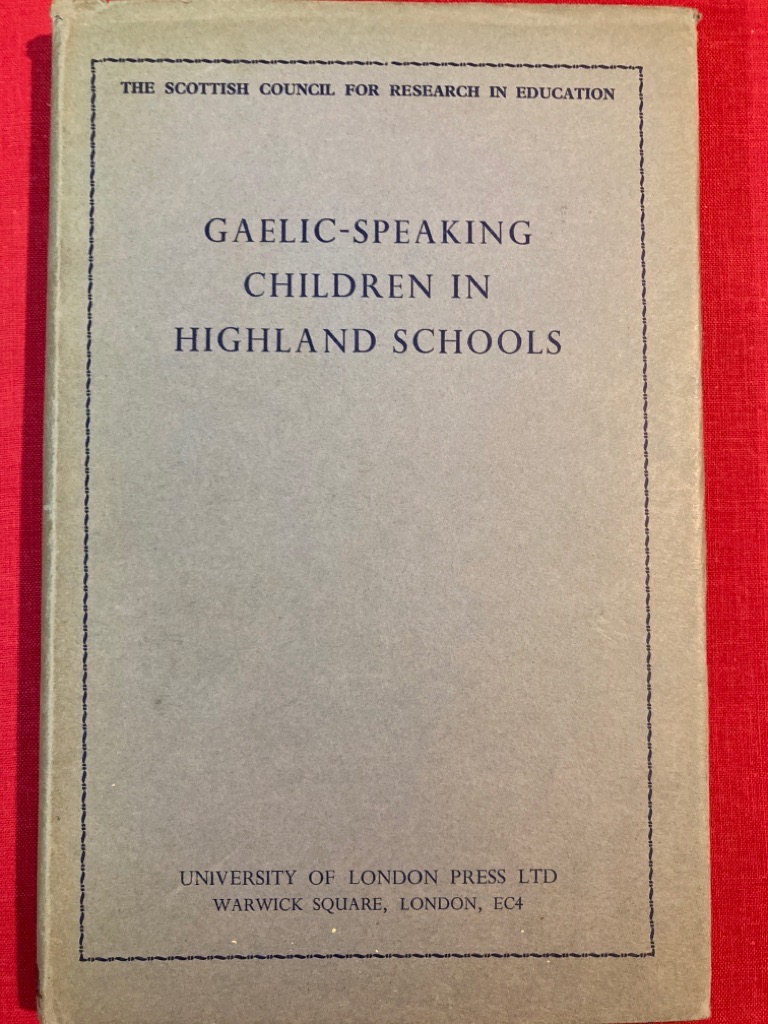 THE SCOTTISH COUNCIL FOR RESEARCH IN EDUCATION
GAELIC-SPEAKING
CHILDREN IN
HIGHLAND SCHOOLS
UNIVERSITY OF LONDON PRESS LTD
WARWICK SQUARE, LONDON, EC4